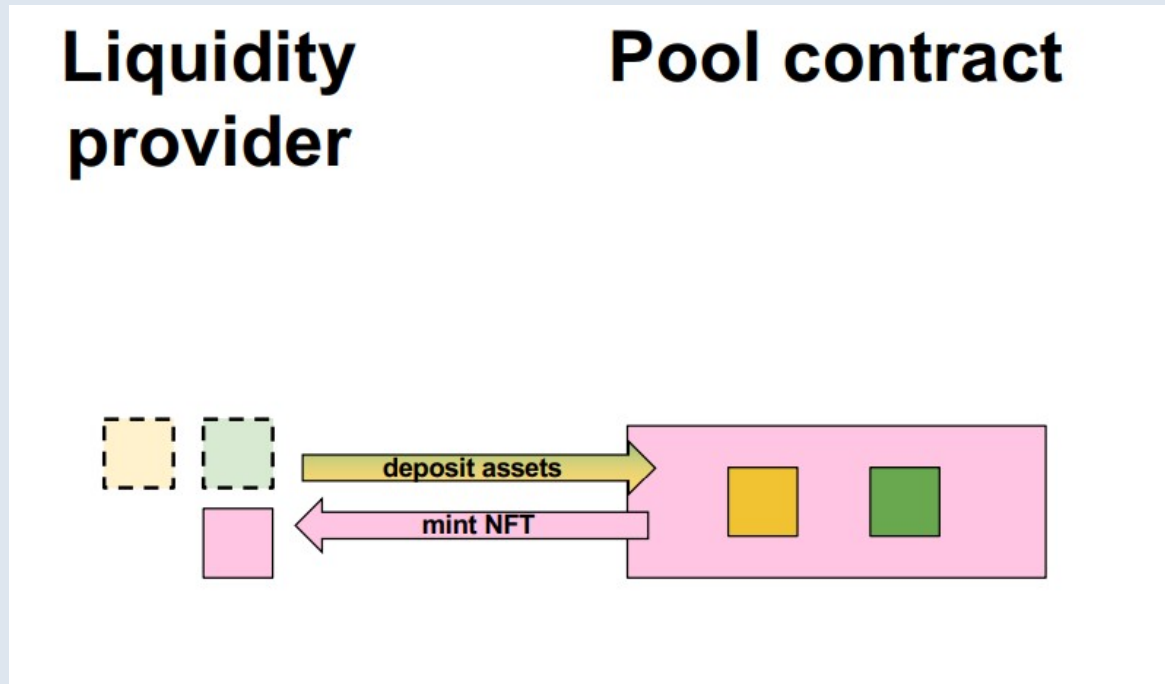 Liquidity
provider
Pool contract
deposit assets
mint NFT